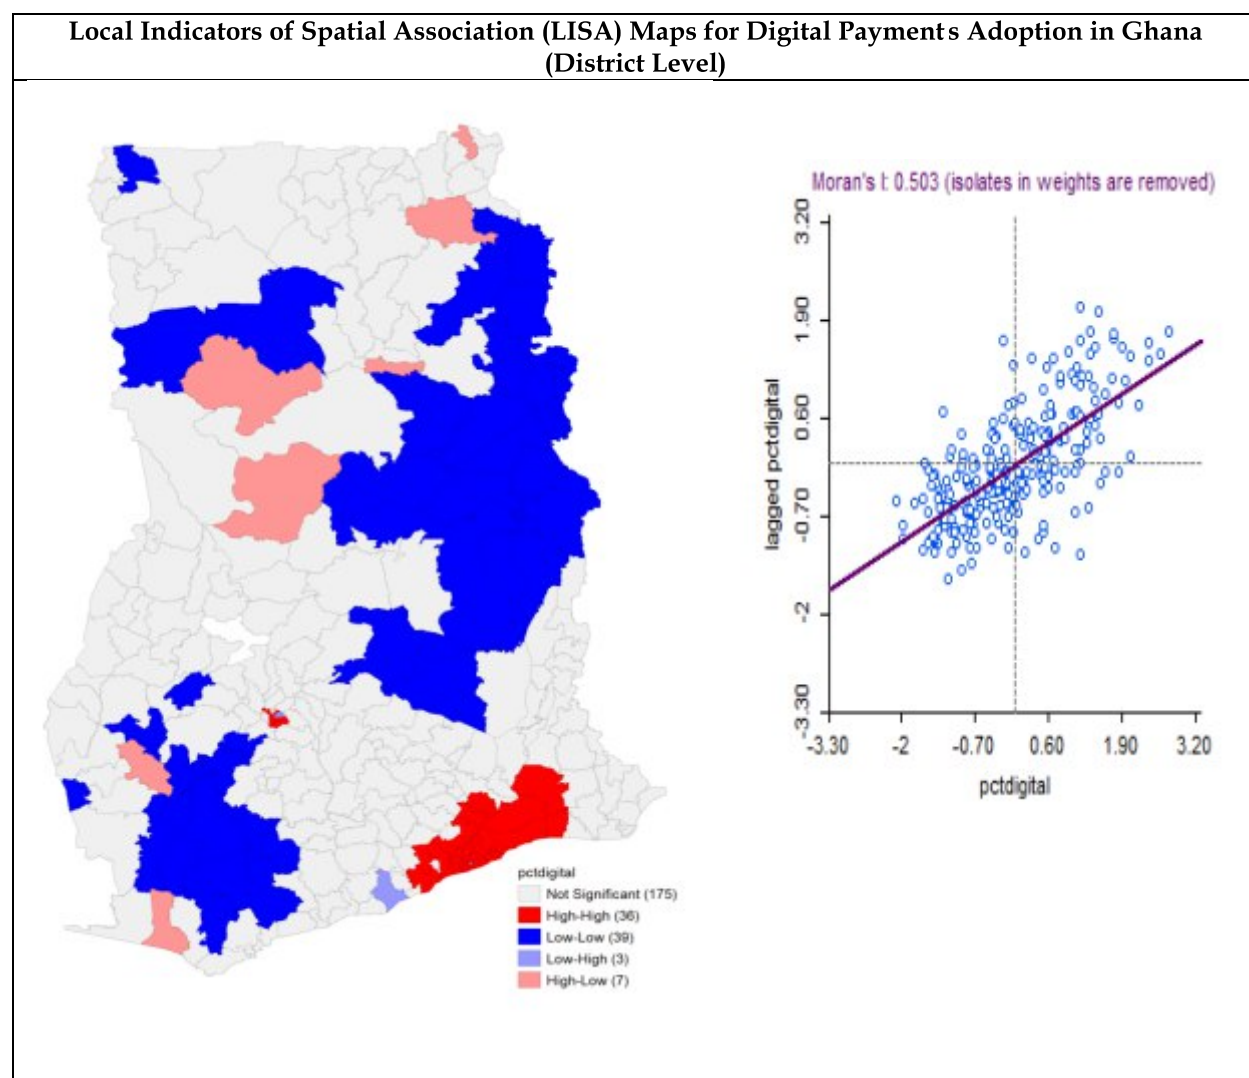 Local Indicators of Spatial Association (LISA) Maps for Digital Payments Adoption in Ghana
(District Level)
Moran's I: 0.503 (isolates in weights are removed)
3.20
1.90
0.60
-0.70
-2
-3.30
lagged pctdigital
-3.30 -2 -0.70 0.60 1.90 3.20
pctdigital
pctdigital
Not Significant (175)
High-High (36)
Low-Low (39)
Low-High (3)
High-Low (7)